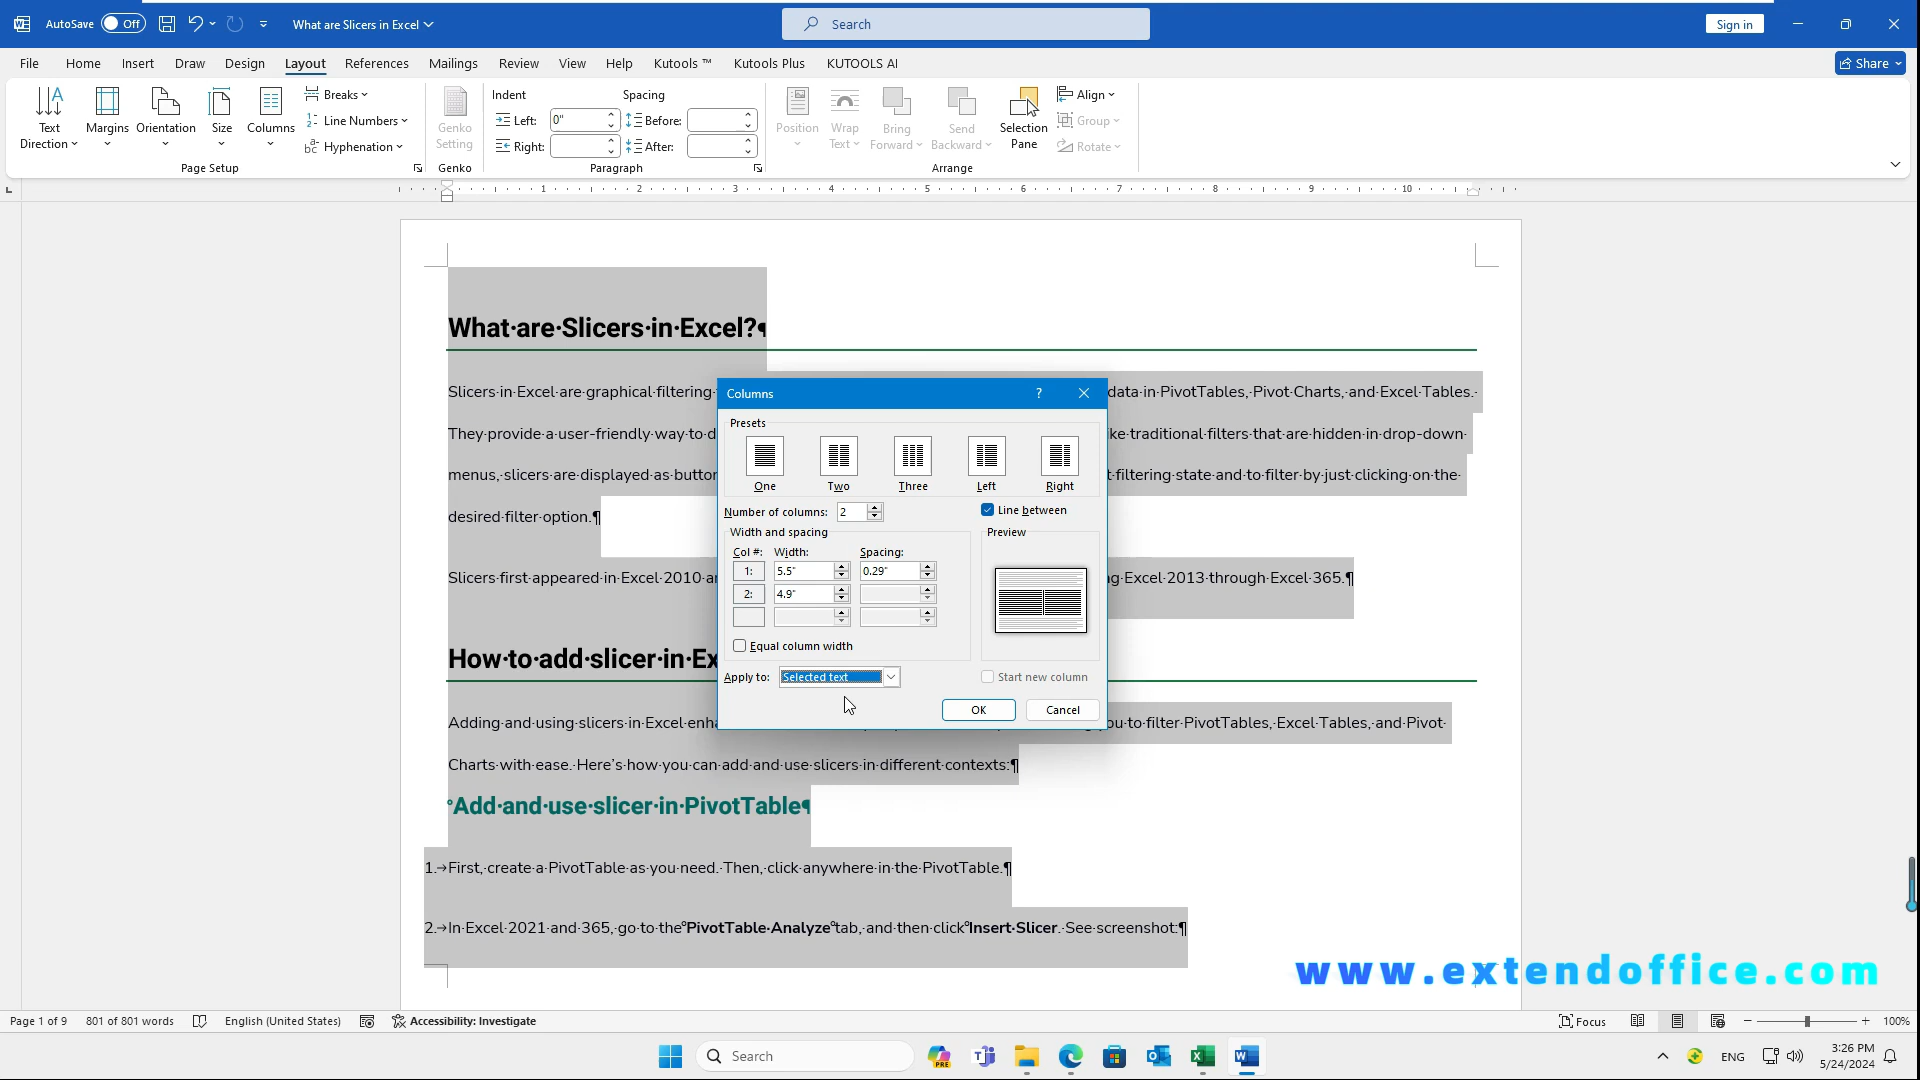 AutoSave Off What are Slicers in Excel Search Sign in
File Home Insert Draw Design Layout References Mailings Review View Help Kutools ™ Kutools Plus KUTOOLS AI Share
Text Direction
Margins
Orientation
Size
Columns
Breaks
Line Numbers
Hyphenation
Page Setup
Genko Setting
Genko
Indent Spacing
Left: 0" Before:
Right: After:
Paragraph
Position
Wrap Text
Bring Forward
Send Backward
Selection Pane
Align
Group
Rotate
Arrange
1 2 3 4 5 6 7 8 9 10
What·are·Slicers·in·Excel?¶
Slicers·in·Excel·are·graphical·filtering· data·in·PivotTables,·Pivot·Charts,·and·Excel·Tables.·
They·provide·a·user-friendly·way·to·d ke·traditional·filters·that·are·hidden·in·drop-down·
menus,·slicers·are·displayed·as·button t·filtering·state·and·to·filter·by·just·clicking·on·the·
desired·filter·option.¶
Slicers·first·appeared·in·Excel·2010·an g·Excel·2013·through·Excel·365.¶
How·to·add·slicer·in·Ex
Adding·and·using·slicers·in·Excel·enha ou·to·filter·PivotTables,·Excel·Tables,·and·Pivot·
Charts·with·ease.·Here's·how·you·can·add·and·use·slicers·in·different·contexts:¶
°Add·and·use·slicer·in·PivotTable¶
1.→First,·create·a·PivotTable·as·you·need.·Then,·click·anywhere·in·the·PivotTable.¶
2.→In·Excel·2021·and·365,·go·to·the°PivotTable·Analyze°tab,·and·then·click°Insert·Slicer.·See·screenshot:¶
Columns ?
Presets
One Two Three Left Right
Number of columns: 2 Line between
Width and spacing Preview
Col #: Width: Spacing:
1: 5.5" 0.29"
2: 4.9"
Equal column width
Apply to: Selected text Start new column
OK Cancel
www.extendoffice.com
Page 1 of 9 801 of 801 words English (United States) Accessibility: Investigate Focus 100%
Search PRE ENG 3:26 PM
5/24/2024